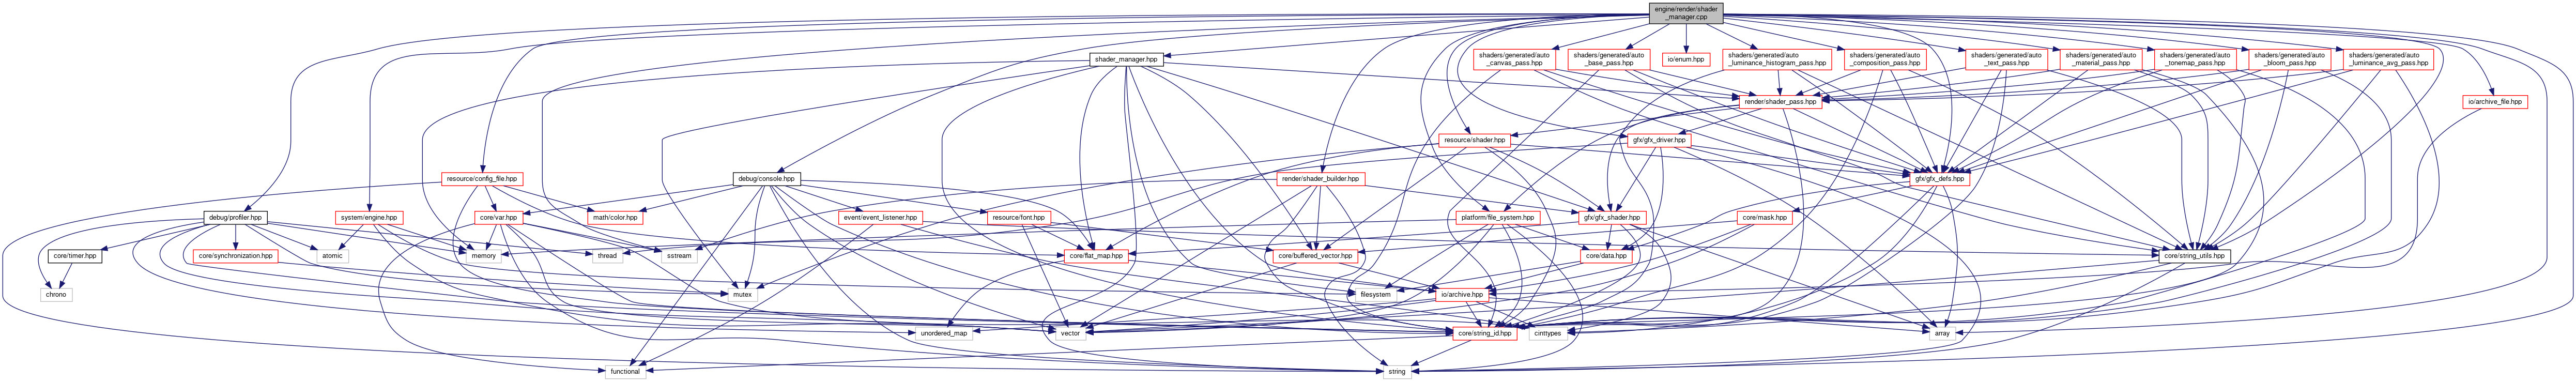 engine/render/shader
_manager.cpp
shader_manager.hpp
shaders/generated/auto
_canvas_pass.hpp
shaders/generated/auto
_base_pass.hpp
io/enum.hpp
shaders/generated/auto
_luminance_histogram_pass.hpp
shaders/generated/auto
_composition_pass.hpp
shaders/generated/auto
_text_pass.hpp
shaders/generated/auto
_material_pass.hpp
shaders/generated/auto
_tonemap_pass.hpp
shaders/generated/auto
_bloom_pass.hpp
shaders/generated/auto
_luminance_avg_pass.hpp
render/shader_pass.hpp
io/archive_file.hpp
resource/shader.hpp
gfx/gfx_driver.hpp
resource/config_file.hpp
debug/console.hpp
render/shader_builder.hpp
gfx/gfx_defs.hpp
debug/profiler.hpp
system/engine.hpp
core/var.hpp
math/color.hpp
event/event_listener.hpp
resource/font.hpp
platform/file_system.hpp
gfx/gfx_shader.hpp
core/mask.hpp
core/timer.hpp
core/synchronization.hpp
atomic
memory
thread
sstream
core/flat_map.hpp
core/buffered_vector.hpp
core/data.hpp
core/string_utils.hpp
chrono
mutex
filesystem
io/archive.hpp
unordered_map
vector
core/string_id.hpp
cinttypes
array
functional
string